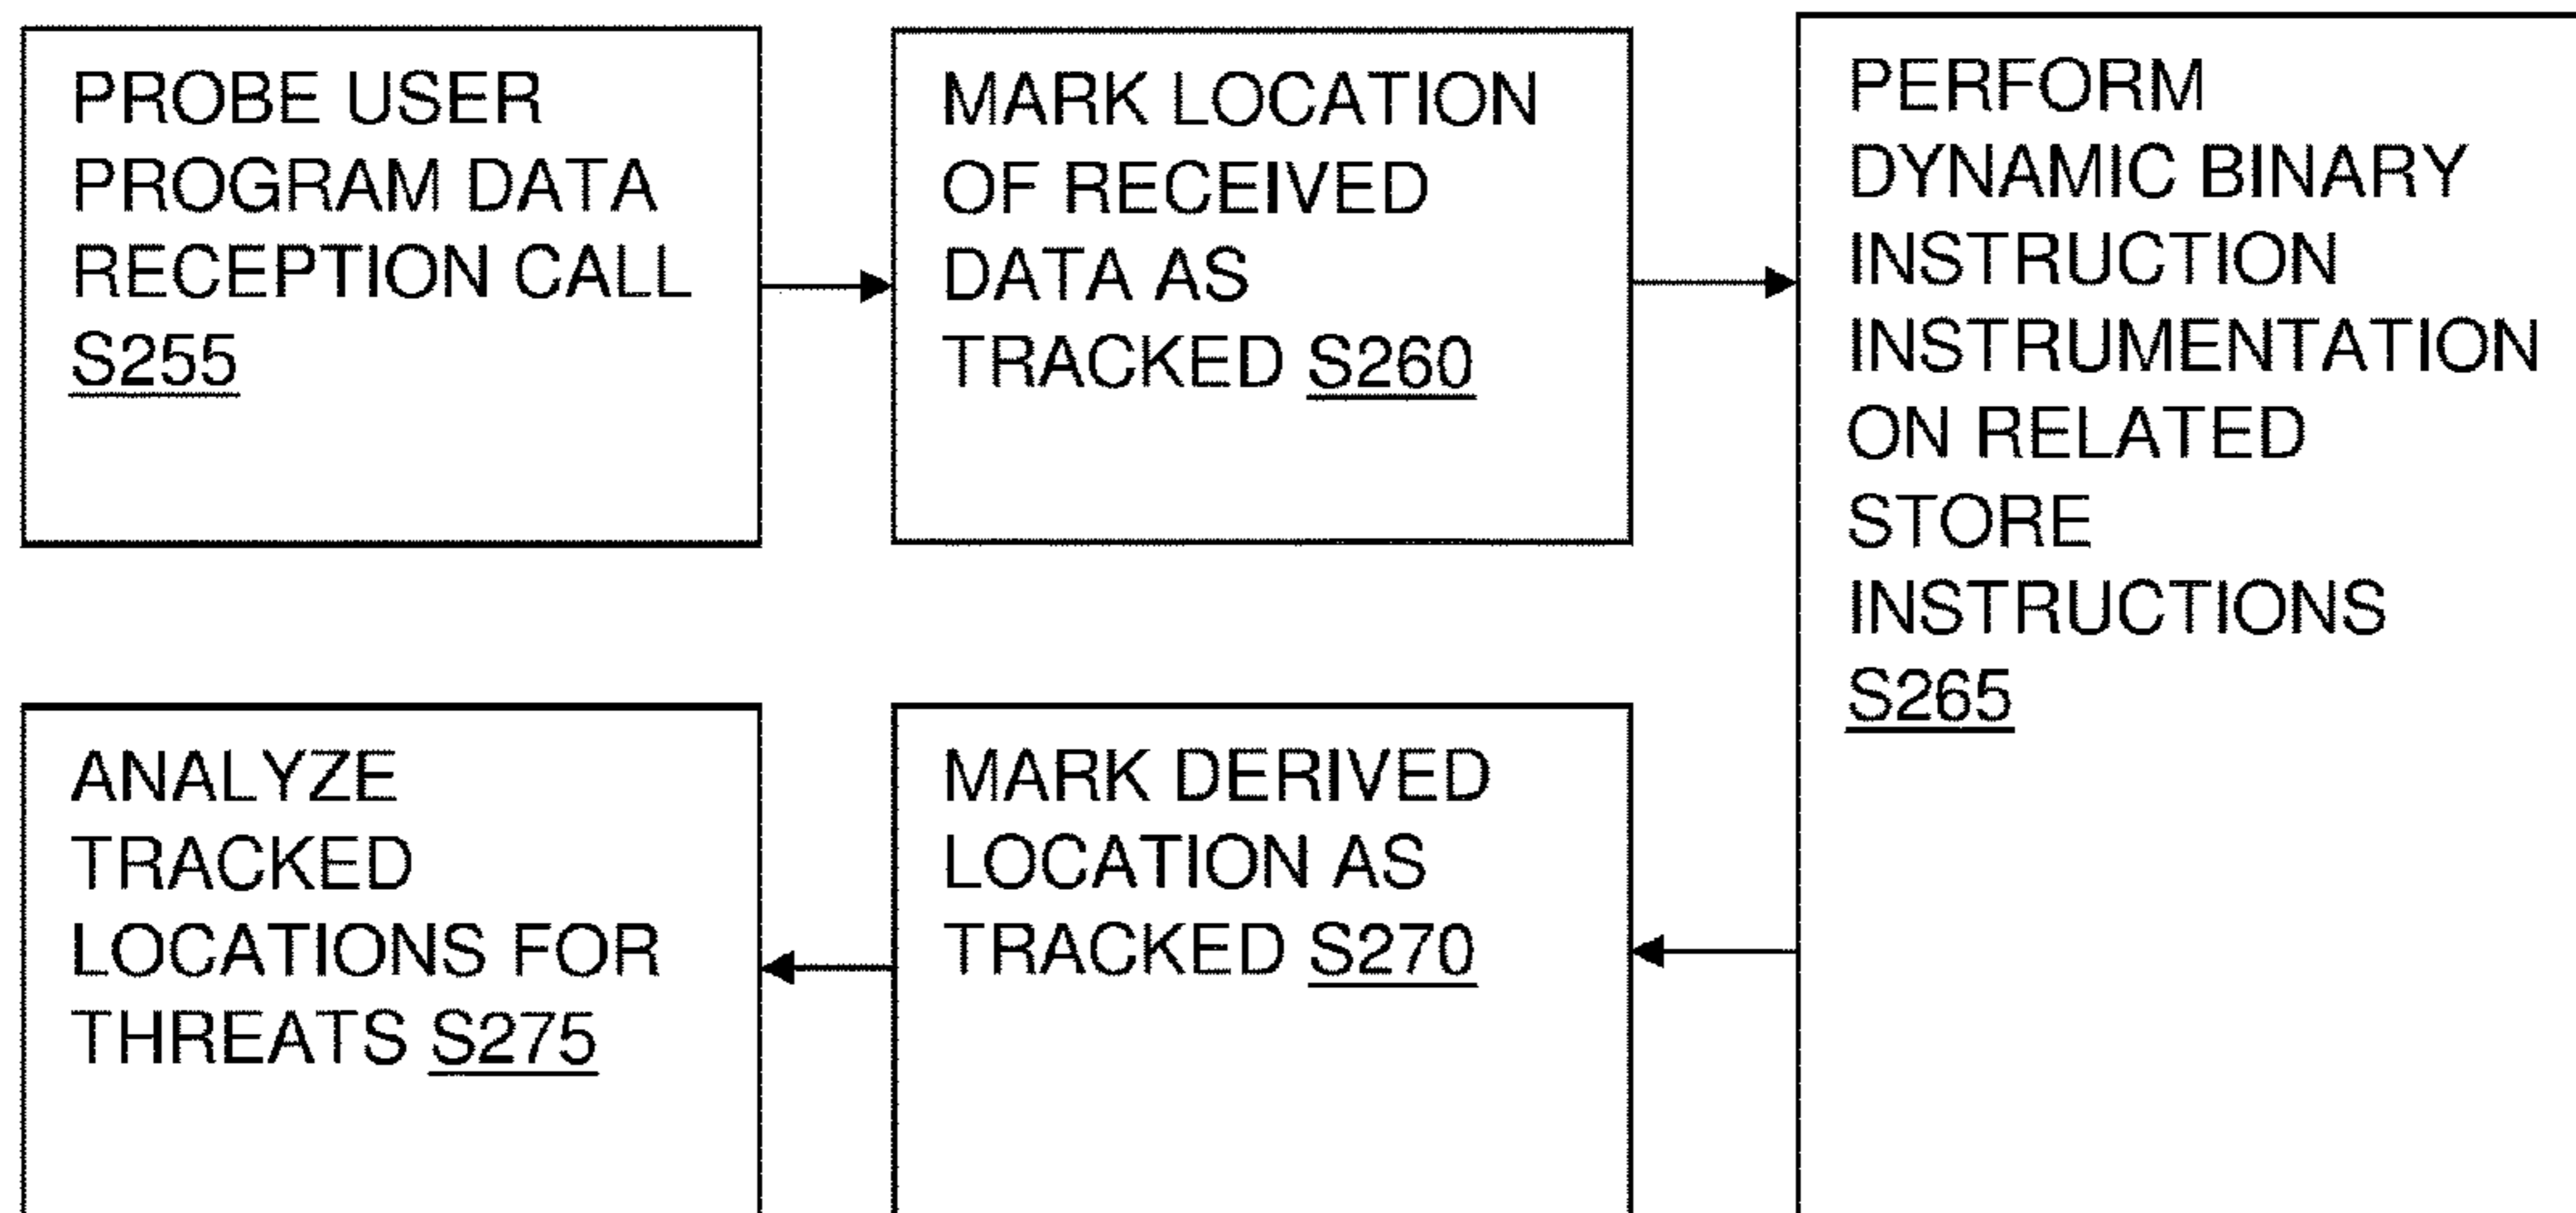 PROBE USER
PROGRAM DATA
RECEPTION CALL
S255
MARK LOCATION
OF RECEIVED
DATA AS
TRACKED S260
PERFORM
DYNAMIC BINARY
INSTRUCTION
INSTRUMENTATION
ON RELATED
STORE
INSTRUCTIONS
S265
MARK DERIVED
LOCATION AS
TRACKED S270
ANALYZE
TRACKED
LOCATIONS FOR
THREATS S275